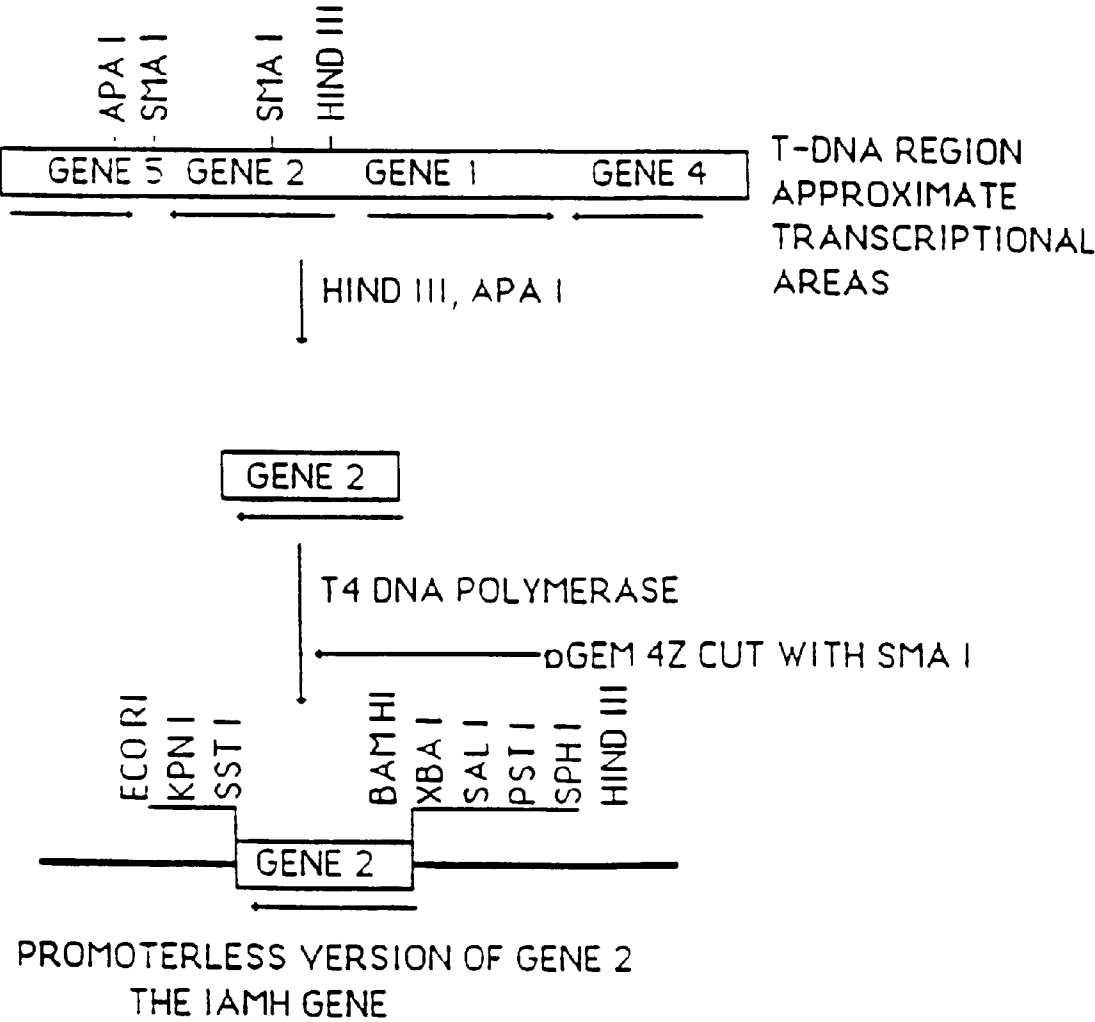 APA I
SMA I
SMA I
HIND III
GENE 5
GENE 2
GENE 1
GENE 4
T-DNA REGION
APPROXIMATE
TRANSCRIPTIONAL
AREAS
HIND III, APA I
GENE 2
T4 DNA POLYMERASE
pGEM 4Z CUT WITH SMA I
ECO RI
KPN I
SST I
BAM HI
XBA I
SAL I
PST I
SPH I
HIND III
GENE 2
PROMOTERLESS VERSION OF GENE 2
THE IAMH GENE